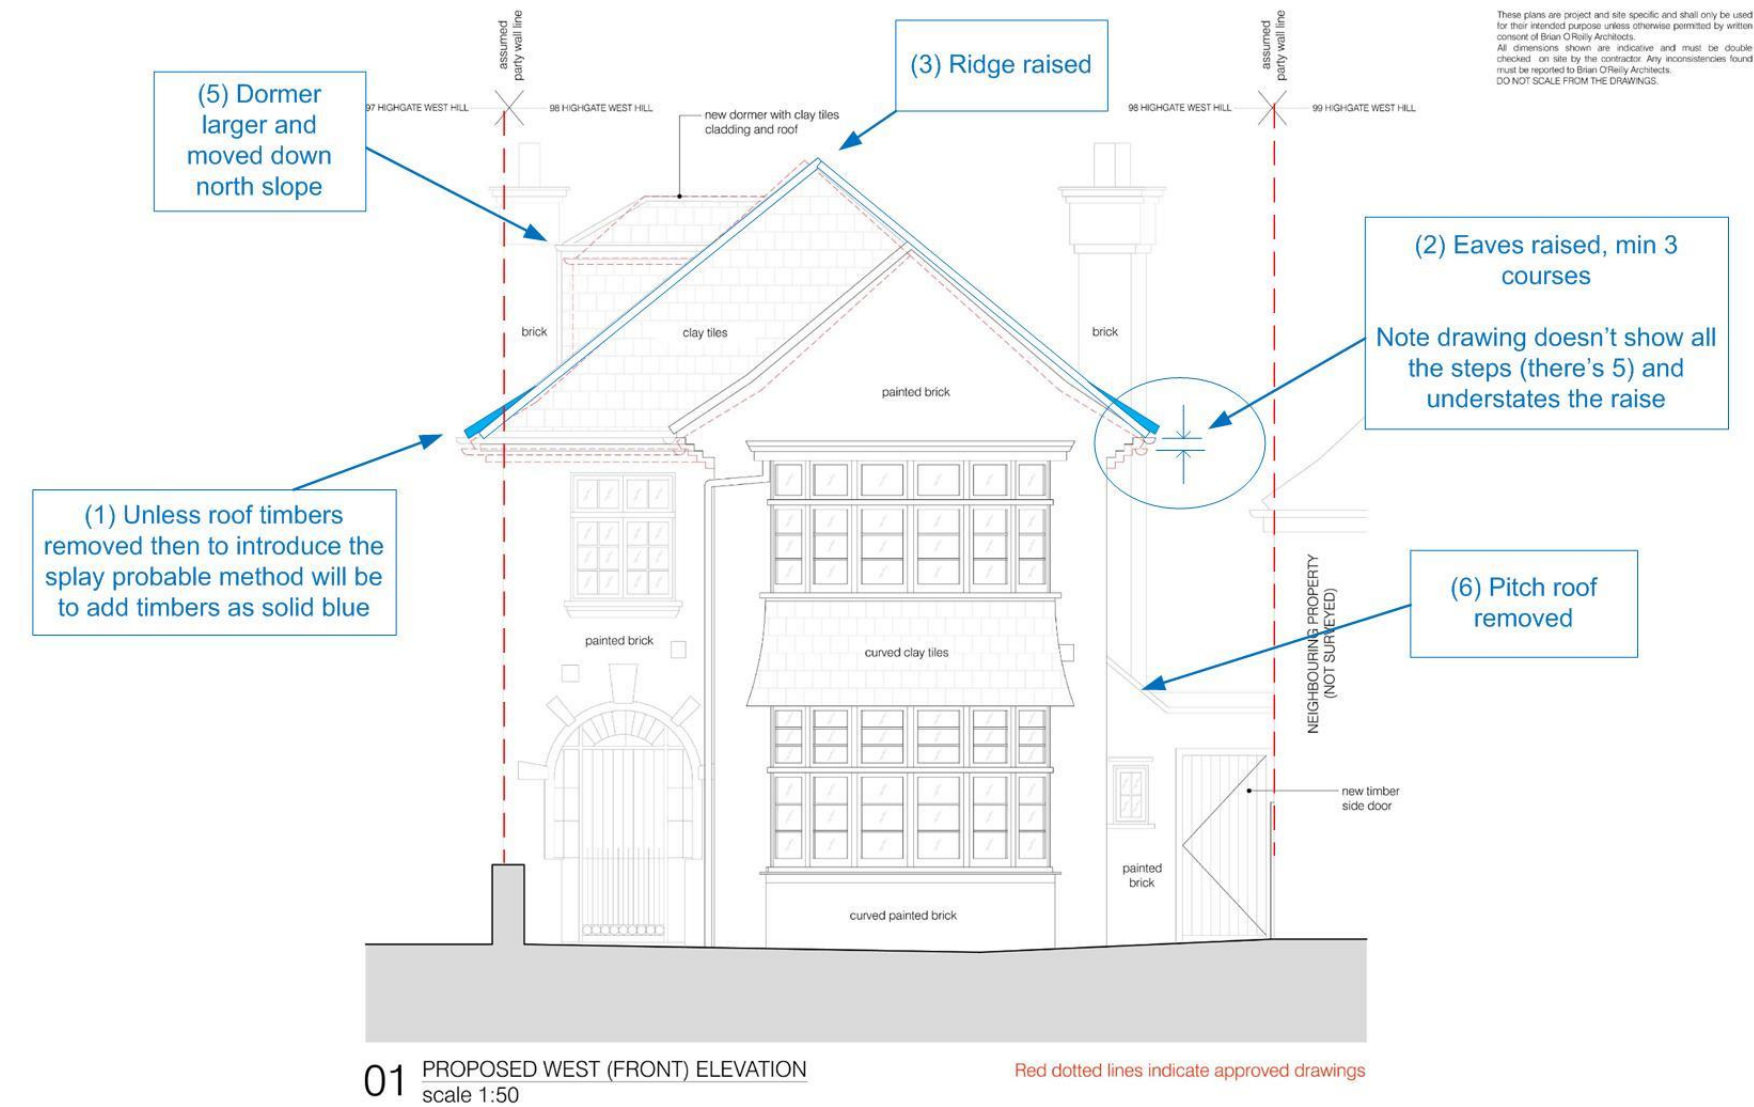 These plans are project and site specific and shall only be used
for their intended purpose unless otherwise permitted by written
consent of Brian O'Reilly Architects.
All dimensions shown are indicative and must be double
checked on site by the contractor. Any inconsistencies found
must be reported to Brian O'Reilly Architects.
DO NOT SCALE FROM THE DRAWINGS.
assumed
party wall line
assumed
party wall line
(3) Ridge raised
(5) Dormer
larger and
moved down
north slope
97 HIGHGATE WEST HILL
98 HIGHGATE WEST HILL
98 HIGHGATE WEST HILL
99 HIGHGATE WEST HILL
new dormer with clay tiles
cladding and roof
(2) Eaves raised, min 3
courses
Note drawing doesn't show all
the steps (there's 5) and
understates the raise
brick
clay tiles
brick
painted brick
(1) Unless roof timbers
removed then to introduce the
splay probable method will be
to add timbers as solid blue
(6) Pitch roof
removed
NEIGHBOURING PROPERTY
(NOT SURVEYED)
painted brick
curved clay tiles
new timber
side door
painted
brick
curved painted brick
01 PROPOSED WEST (FRONT) ELEVATION
scale 1:50
Red dotted lines indicate approved drawings